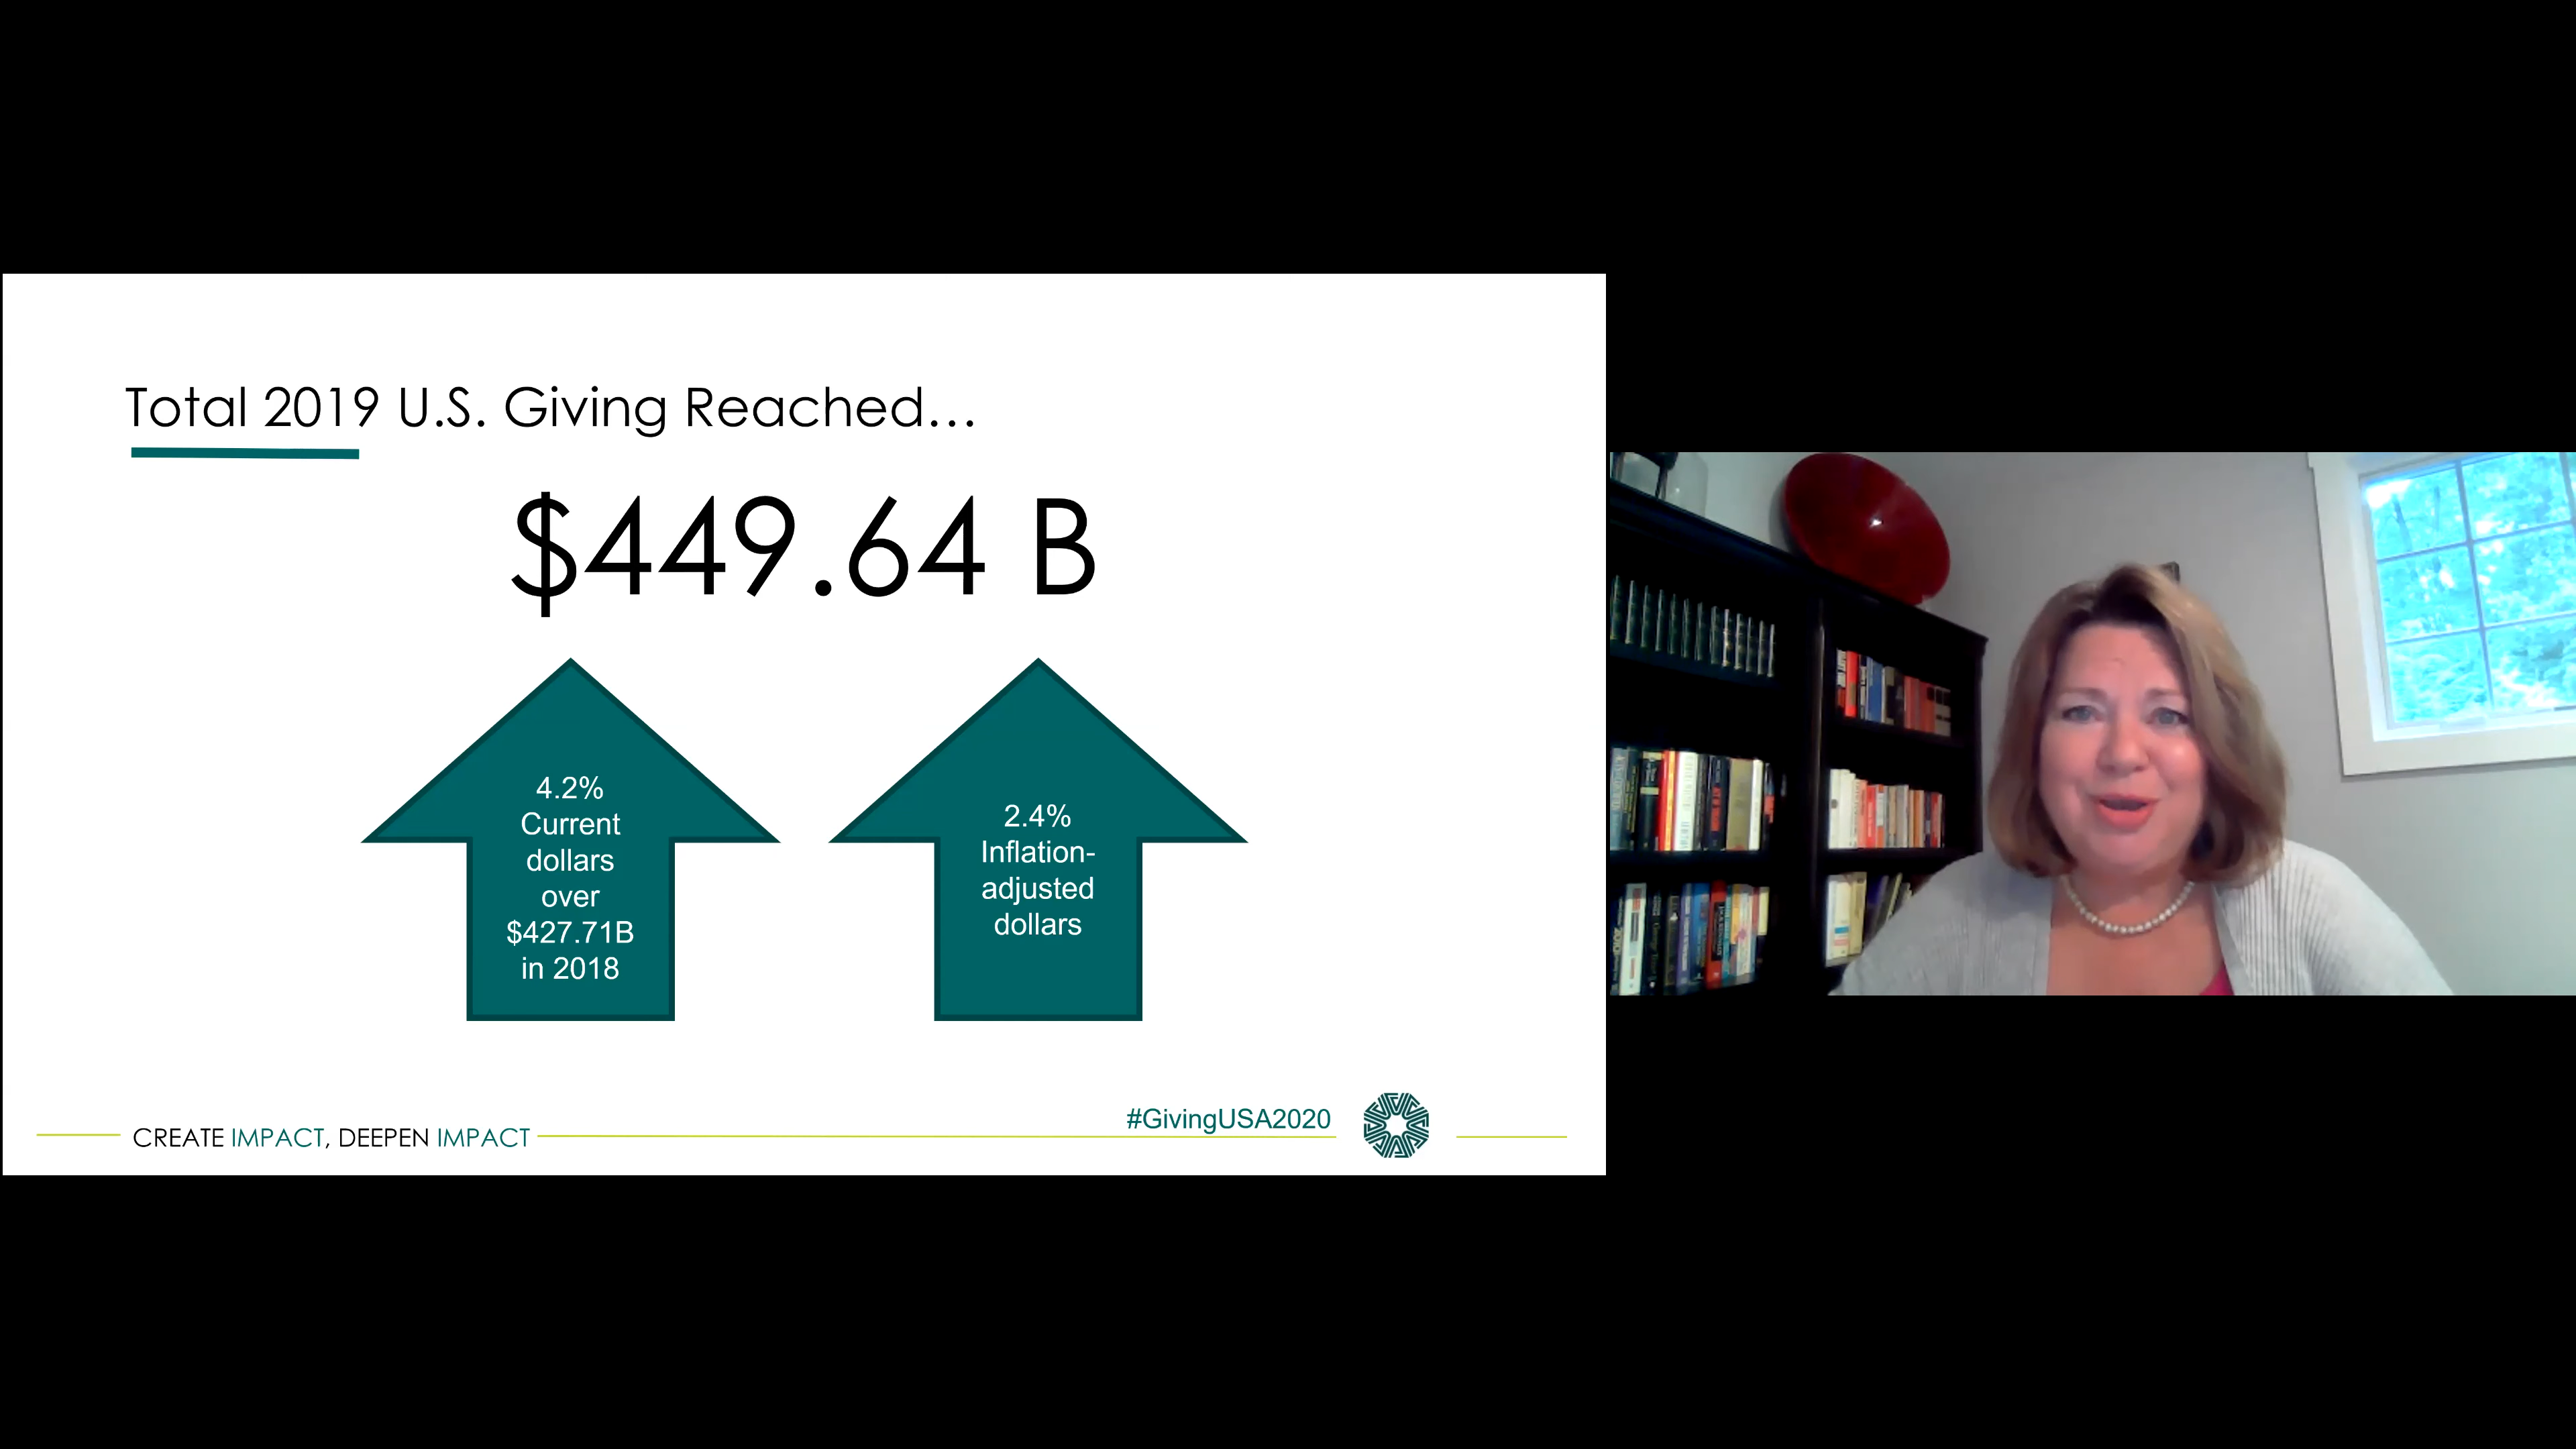 Total 2019 U.S. Giving Reached…
$449.64 B
4.2%
Current
dollars
over
$427.71B
in 2018
2.4%
Inflation-
adjusted
dollars
#GivingUSA2020
CREATE IMPACT, DEEPEN IMPACT